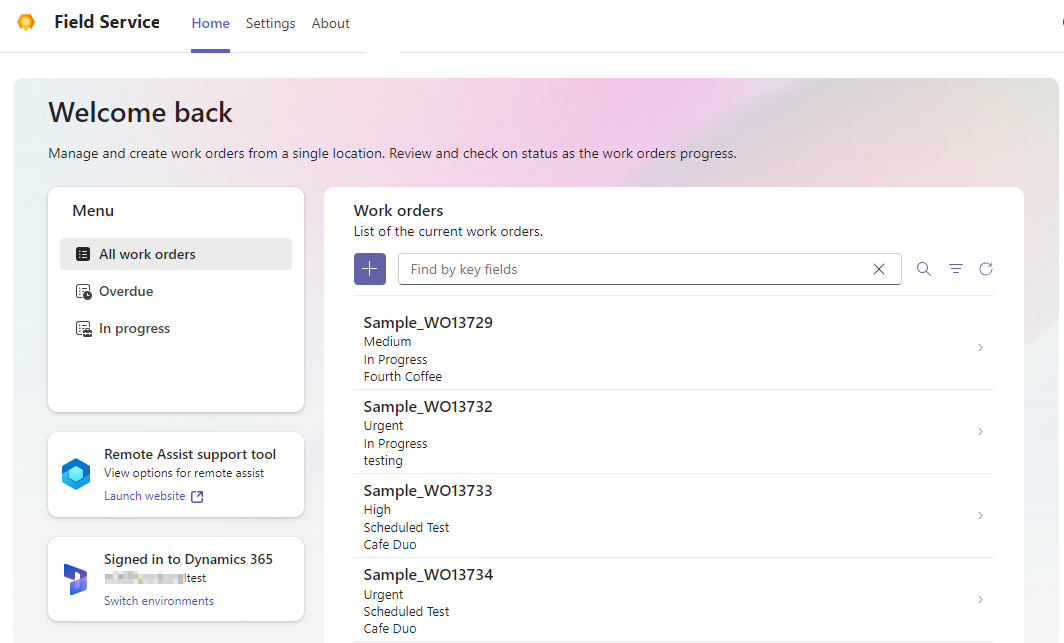 Field Service
Home
Settings
About
Welcome back
Manage and create work orders from a single location. Review and check on status as the work orders progress.
Menu
All work orders
Overdue
In progress
Remote Assist support tool
View options for remote assist
Launch website
Signed in to Dynamics 365
test
Switch environments
Work orders
List of the current work orders.
Find by key fields
Sample_WO13729
Medium
In Progress
Fourth Coffee
Sample_WO13732
Urgent
In Progress
testing
Sample_WO13733
High
Scheduled Test
Cafe Duo
Sample_WO13734
Urgent
Scheduled Test
Cafe Duo